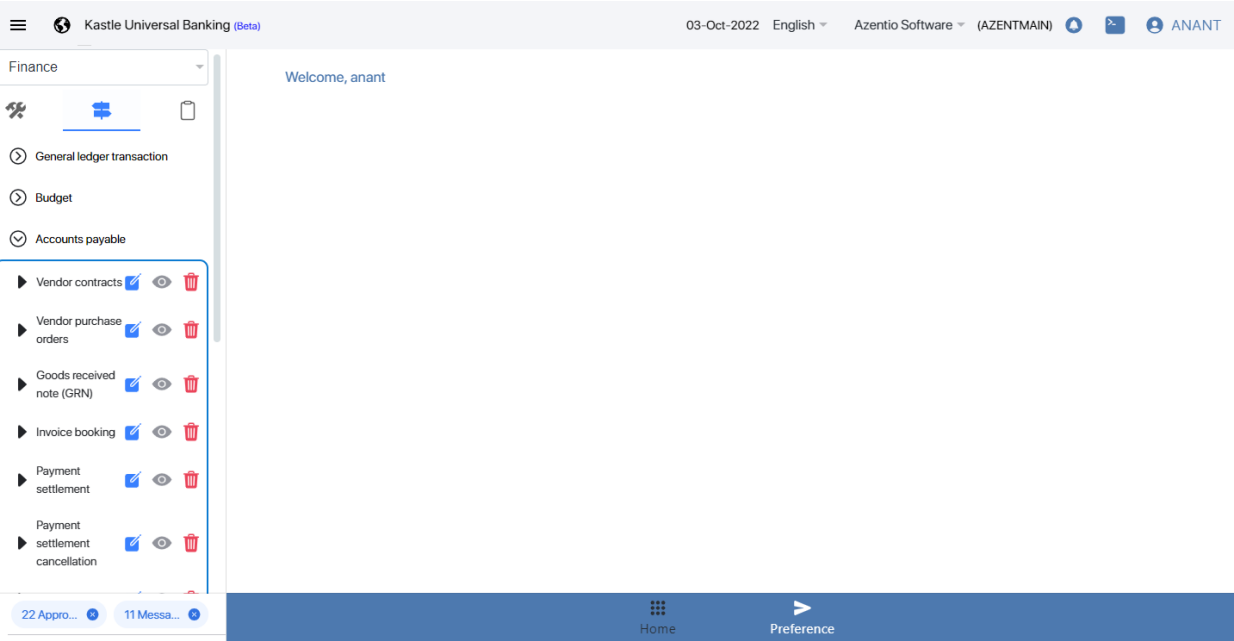 Kastle Universal Banking (Beta)
03-Oct-2022 English Azentio Software (AZENTMAIN) ANANT
Finance
Welcome, anant
General ledger transaction
Budget
Accounts payable
Vendor contracts
Vendor purchase
orders
Goods received
note (GRN)
Invoice booking
Payment
settlement
Payment
settlement
cancellation
22 Appro...
11 Messa...
Home
Preference